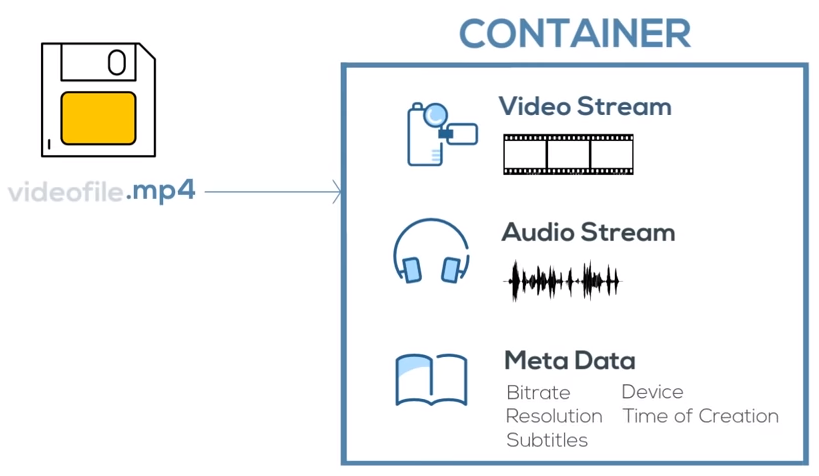 CONTAINER
Video Stream
videofile.mp4
Audio Stream
Meta Data
Bitrate Device
Resolution Time of Creation
Subtitles